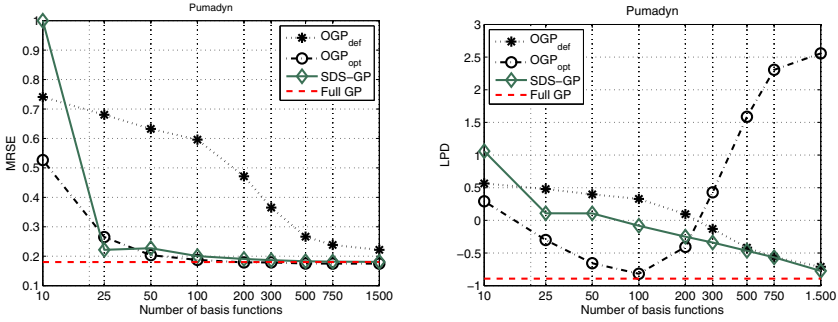 Pumadyn
OGP_def
OGP_opt
SDS−GP
Full GP
1
0.9
0.8
0.7
0.6
0.5
0.4
0.3
0.2
0.1
MRSE
10 25 50 100 200 300 500 750 1500
Number of basis functions
Pumadyn
OGP_def
OGP_opt
SDS−GP
Full GP
3
2.5
2
1.5
1
0.5
0
−0.5
−1
LPD
10 25 50 100 200 300 500 750 1.500
Number of basis functions